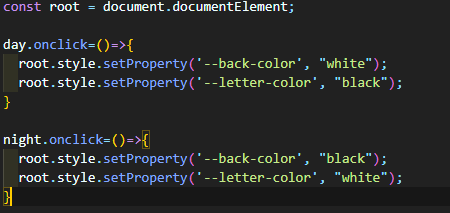 const root = document.documentElement;
day.onclick=()=>{
root.style.setProperty('--back-color', "white");
root.style.setProperty('--letter-color', "black");
}
night.onclick=()=>{
root.style.setProperty('--back-color', "black");
root.style.setProperty('--letter-color', "white");
}